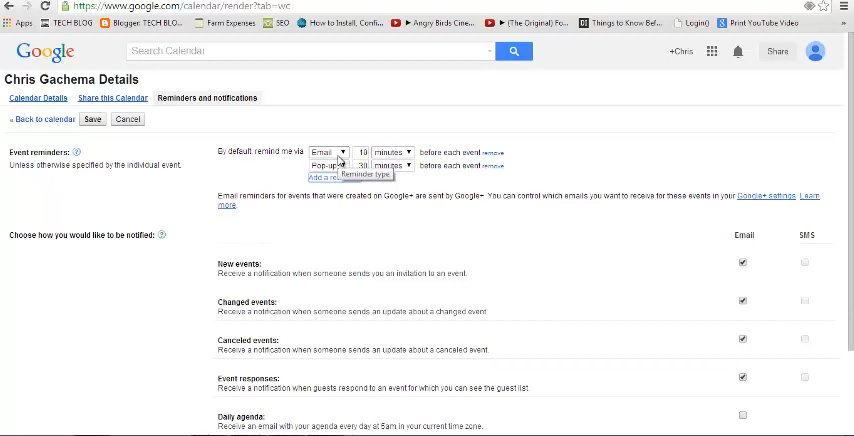 https://www.google.com/calendar/render?tab=wc
Apps TECH BLOG Blogger: TECH BLOG... Farm Expenses SEO How to Install, Confi... ► Angry Birds Cine... ► (The Original) Fo... Things to Know Bef... Login() Print YouTube Video
Google Search Calendar +Chris Share
Chris Gachema Details
Calendar Details Share this Calendar Reminders and notifications
« Back to calendar Save Cancel
Event reminders: ? By default, remind me via Email 10 minutes before each event remove
Unless otherwise specified by the individual event. Pop-up 30 minutes before each event remove
Add a Reminder type
Email reminders for events that were created on Google+ are sent by Google+. You can control which emails you want to receive for these events in your Google+ settings. Learn
more.
Choose how you would like to be notified: ? Email SMS
New events:
Receive a notification when someone sends you an invitation to an event.
Changed events:
Receive a notification when someone sends an update about a changed event.
Canceled events:
Receive a notification when someone sends an update about a canceled event.
Event responses:
Receive a notification when guests respond to an event for which you can see the guest list.
Daily agenda:
Receive an email with your agenda every day at 5am in your current time zone.